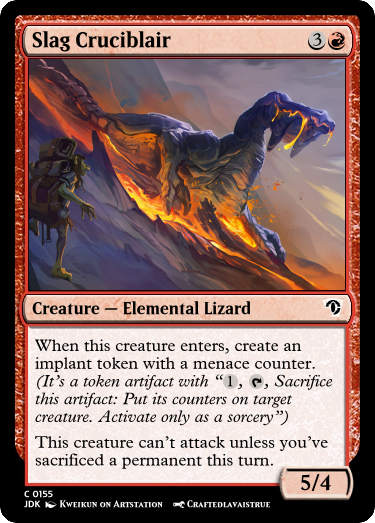 Slag Cruciblair 3
Creature — Elemental Lizard
When this creature enters, create an
implant token with a menace counter.
(It's a token artifact with “1, , Sacrifice
this artifact: Put its counters on target
creature. Activate only as a sorcery”)
This creature can't attack unless you've
sacrificed a permanent this turn.
5/4
C 0155
JDK Kweikun on Artstation Craftedlavaistrue